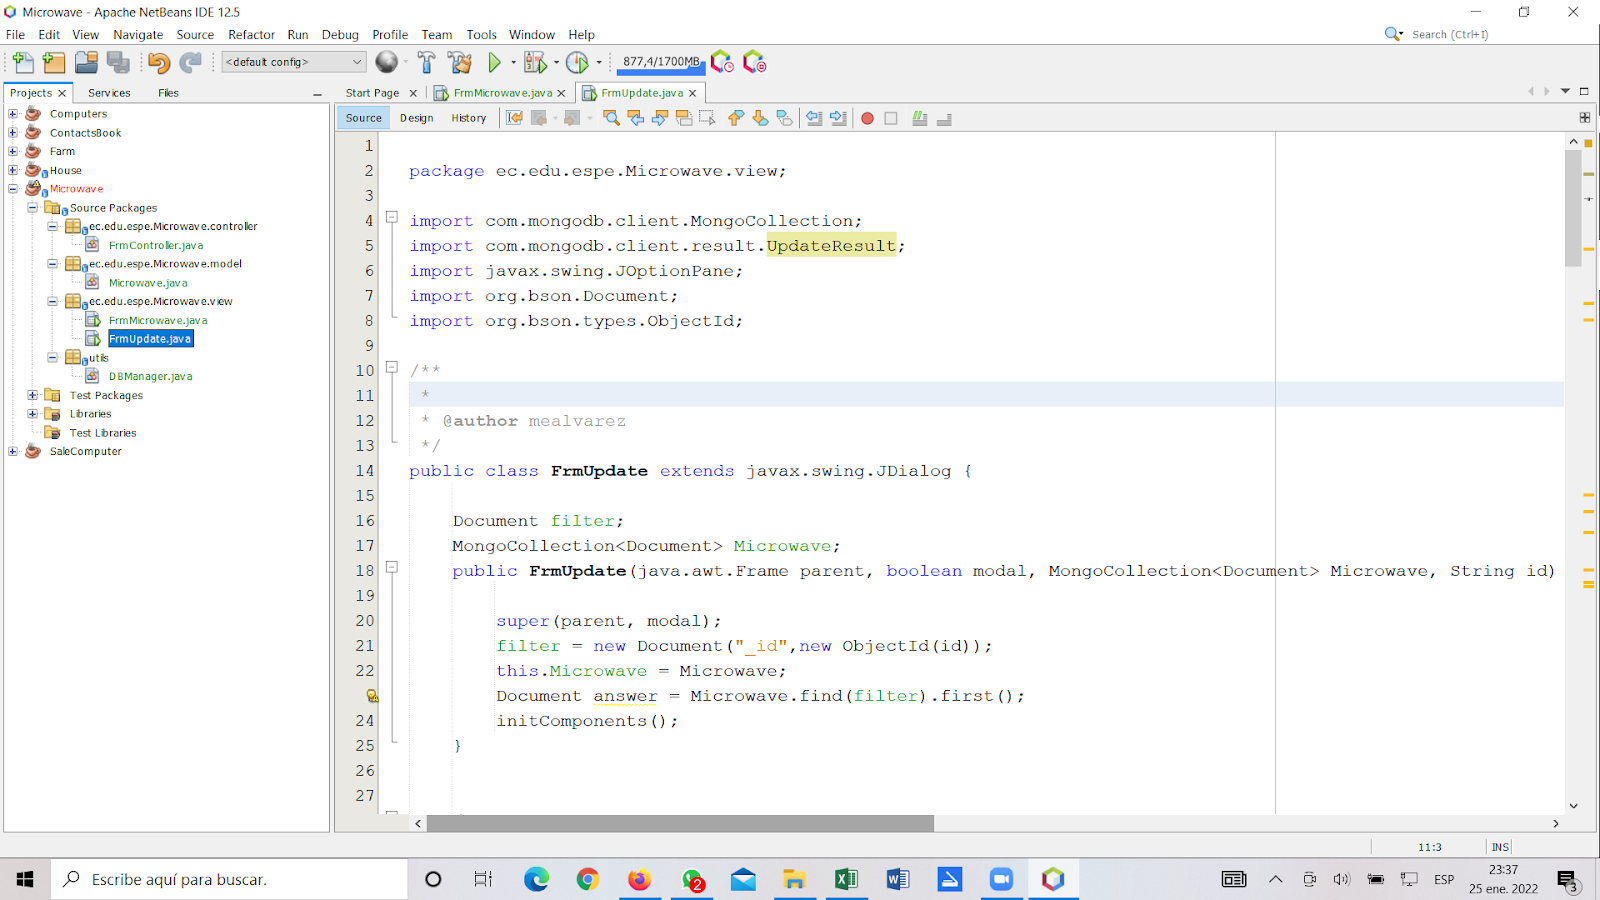 Microwave - Apache NetBeans IDE 12.5
File Edit View Navigate Source Refactor Run Debug Profile Team Tools Window Help
Search (Ctrl+I)
<default config>
877,4/1700MB
Projects Services Files
Start Page FrmMicrowave.java FrmUpdate.java
Source Design History
Computers
ContactsBook
Farm
House
Microwave
Source Packages
ec.edu.espe.Microwave.controller
FrmController.java
ec.edu.espe.Microwave.model
Microwave.java
ec.edu.espe.Microwave.view
FrmMicrowave.java
FrmUpdate.java
utils
DBManager.java
Test Packages
Libraries
Test Libraries
SaleComputer
1
2 package ec.edu.espe.Microwave.view;
3
4 import com.mongodb.client.MongoCollection;
5 import com.mongodb.client.result.UpdateResult;
6 import javax.swing.JOptionPane;
7 import org.bson.Document;
8 import org.bson.types.ObjectId;
9
10 /**
11 *
12 * @author mealvarez
13 */
14 public class FrmUpdate extends javax.swing.JDialog {
15
16 Document filter;
17 MongoCollection<Document> Microwave;
18 public FrmUpdate(java.awt.Frame parent, boolean modal, MongoCollection<Document> Microwave, String id)
19
20 super(parent, modal);
21 filter = new Document("_id",new ObjectId(id));
22 this.Microwave = Microwave;
Document answer = Microwave.find(filter).first();
24 initComponents();
25 }
26
27
11:3 INS
Escribe aquí para buscar.
2
ESP
23:37
25 ene. 2022
3